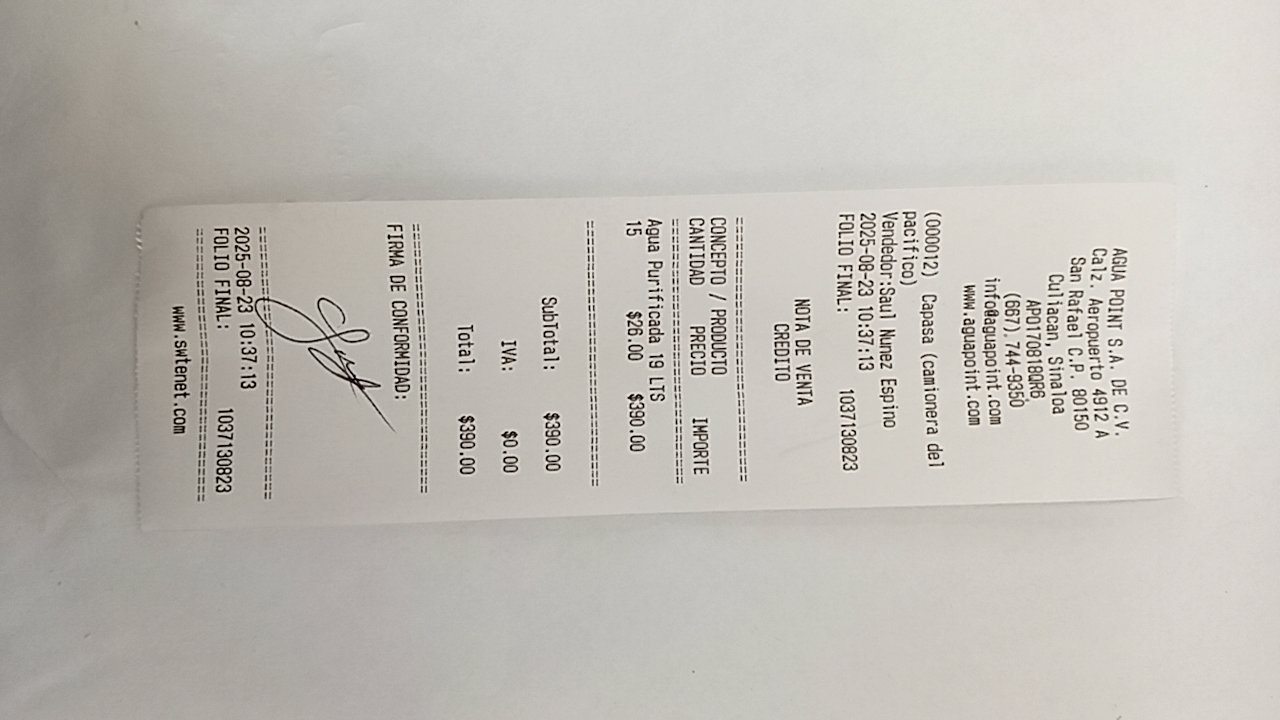 AGUA POINT S.A. DE C.V.
Calz. Aeropuerto 4912 A
San Rafael C.P. 80150
Culiacan, Sinaloa
APO170818QR6
(667) 744-9350
info@aguapoint.com
www.aguapoint.com
(000012) Capasa (camionera del
pacifico)
Vendedor:Saul Nunez Espino
2025-08-23 10:37:13
FOLIO FINAL: 1037130823
NOTA DE VENTA
CREDITO
CONCEPTO / PRODUCTO
CANTIDAD PRECIO IMPORTE
Agua Purificada 19 LTS
15 $26.00 $390.00
SubTotal: $390.00
IVA: $0.00
Total: $390.00
FIRMA DE CONFORMIDAD:
2025-08-23 10:37:13
FOLIO FINAL: 1037130823
www.swtenet.com